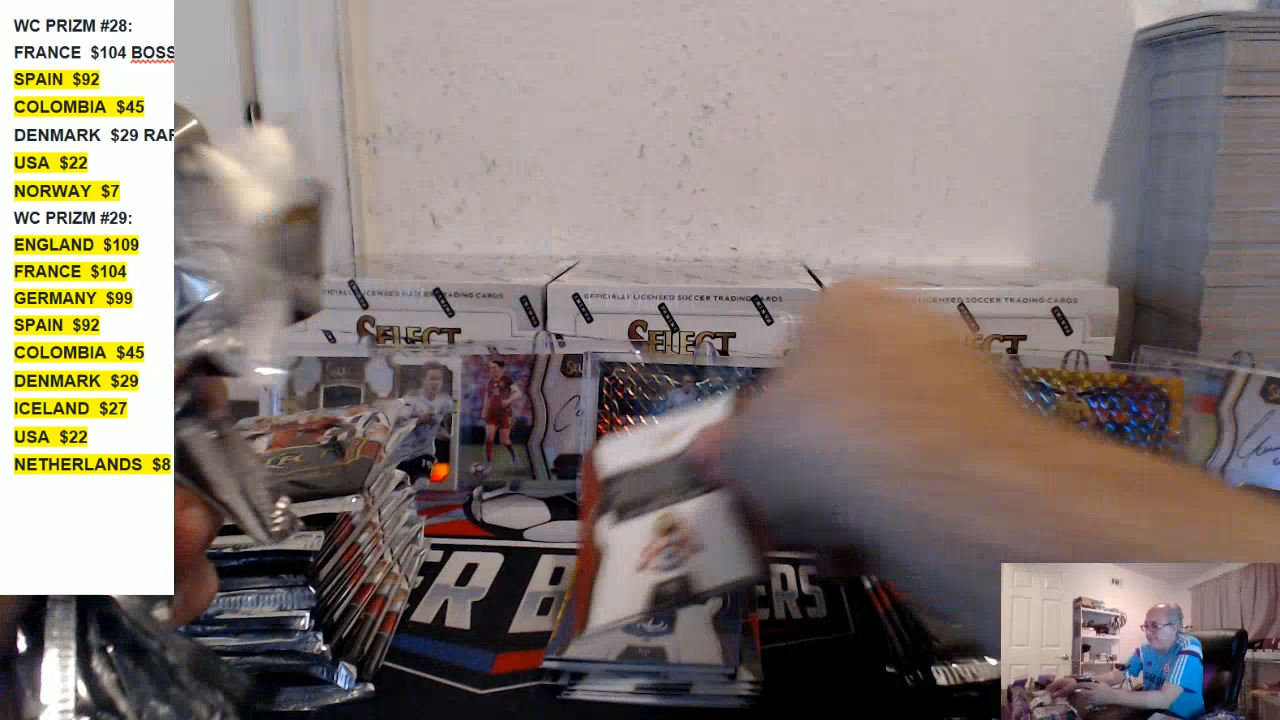 WC PRIZM #28:
FRANCE $104 BOSS
SPAIN $92
COLOMBIA $45
DENMARK $29 RAF
USA $22
NORWAY $7
WC PRIZM #29:
ENGLAND $109
FRANCE $104
GERMANY $99
SPAIN $92
COLOMBIA $45
DENMARK $29
ICELAND $27
USA $22
NETHERLANDS $8
OFFICIALLY LICENSED SOCCER TRADING CARDS
SELECT
SELECT
ER B
ERS